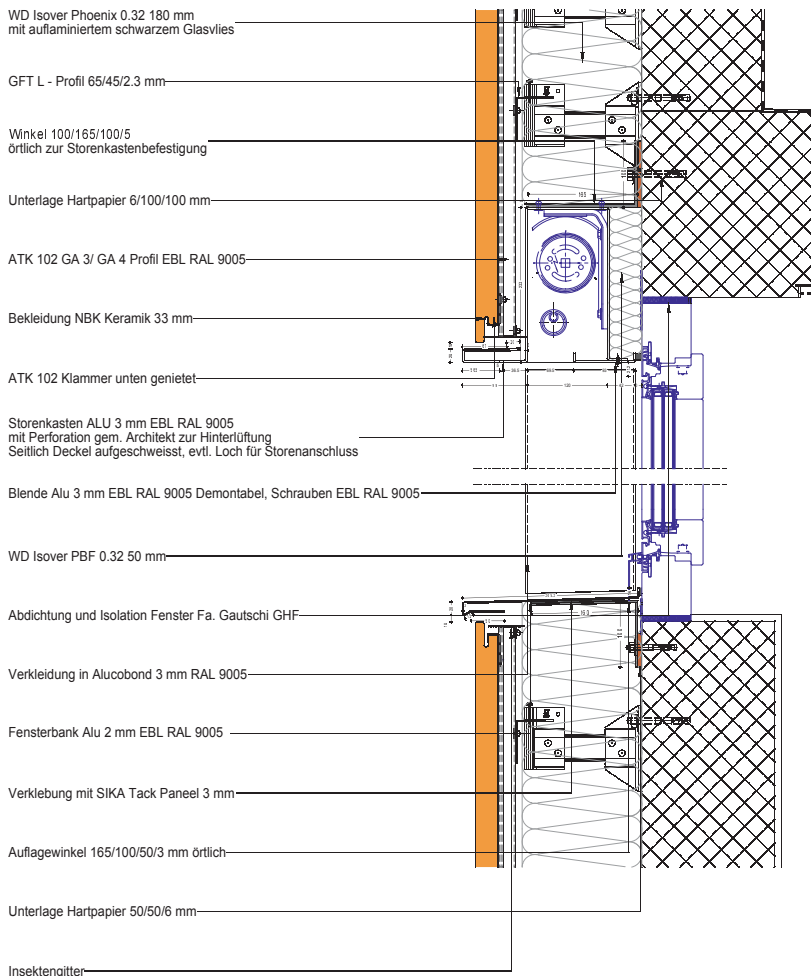 WD Isover Phoenix 0.32 180 mm
mit auflaminiertem schwarzem Glasvlies
GFT L - Profil 65/45/2.3 mm
Winkel 100/165/100/5
örtlich zur Storenkastenbefestigung
Unterlage Hartpapier 6/100/100 mm
ATK 102 GA 3/ GA 4 Profil EBL RAL 9005
Bekleidung NBK Keramik 33 mm
ATK 102 Klammer unten genietet
Storenkasten ALU 3 mm EBL RAL 9005
mit Perforation gem. Architekt zur Hinterlüftung
Seitlich Deckel aufgeschweisst, evtl. Loch für Storenanschluss
Blende Alu 3 mm EBL RAL 9005 Demontabel, Schrauben EBL RAL 9005
WD Isover PBF 0.32 50 mm
Abdichtung und Isolation Fenster Fa. Gautschi GHF
Verkleidung in Alucobond 3 mm RAL 9005
Fensterbank Alu 2 mm EBL RAL 9005
Verklebung mit SIKA Tack Paneel 3 mm
Auflagewinkel 165/100/50/3 mm örtlich
Unterlage Hartpapier 50/50/6 mm
Insektengitter
165